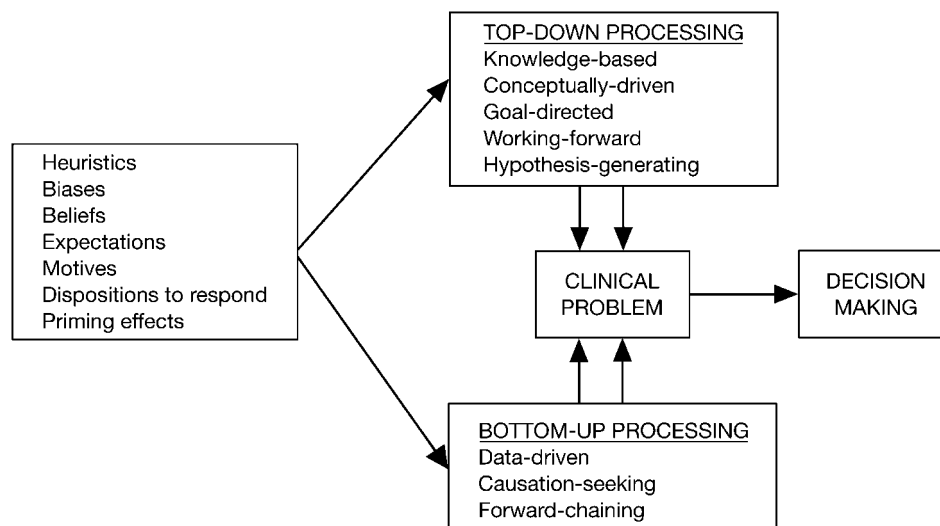 Heuristics
Biases
Beliefs
Expectations
Motives
Dispositions to respond
Priming effects
TOP-DOWN PROCESSING
Knowledge-based
Conceptually-driven
Goal-directed
Working-forward
Hypothesis-generating
CLINICAL
PROBLEM
DECISION
MAKING
BOTTOM-UP PROCESSING
Data-driven
Causation-seeking
Forward-chaining